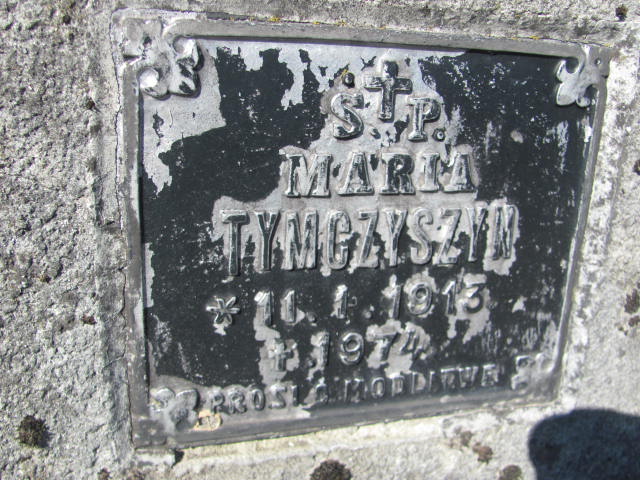 Ś. P.
MARIA
TYMCZYSZYN
* 11. 1. 1913
† 1974
PROSI O MODLITWĘ